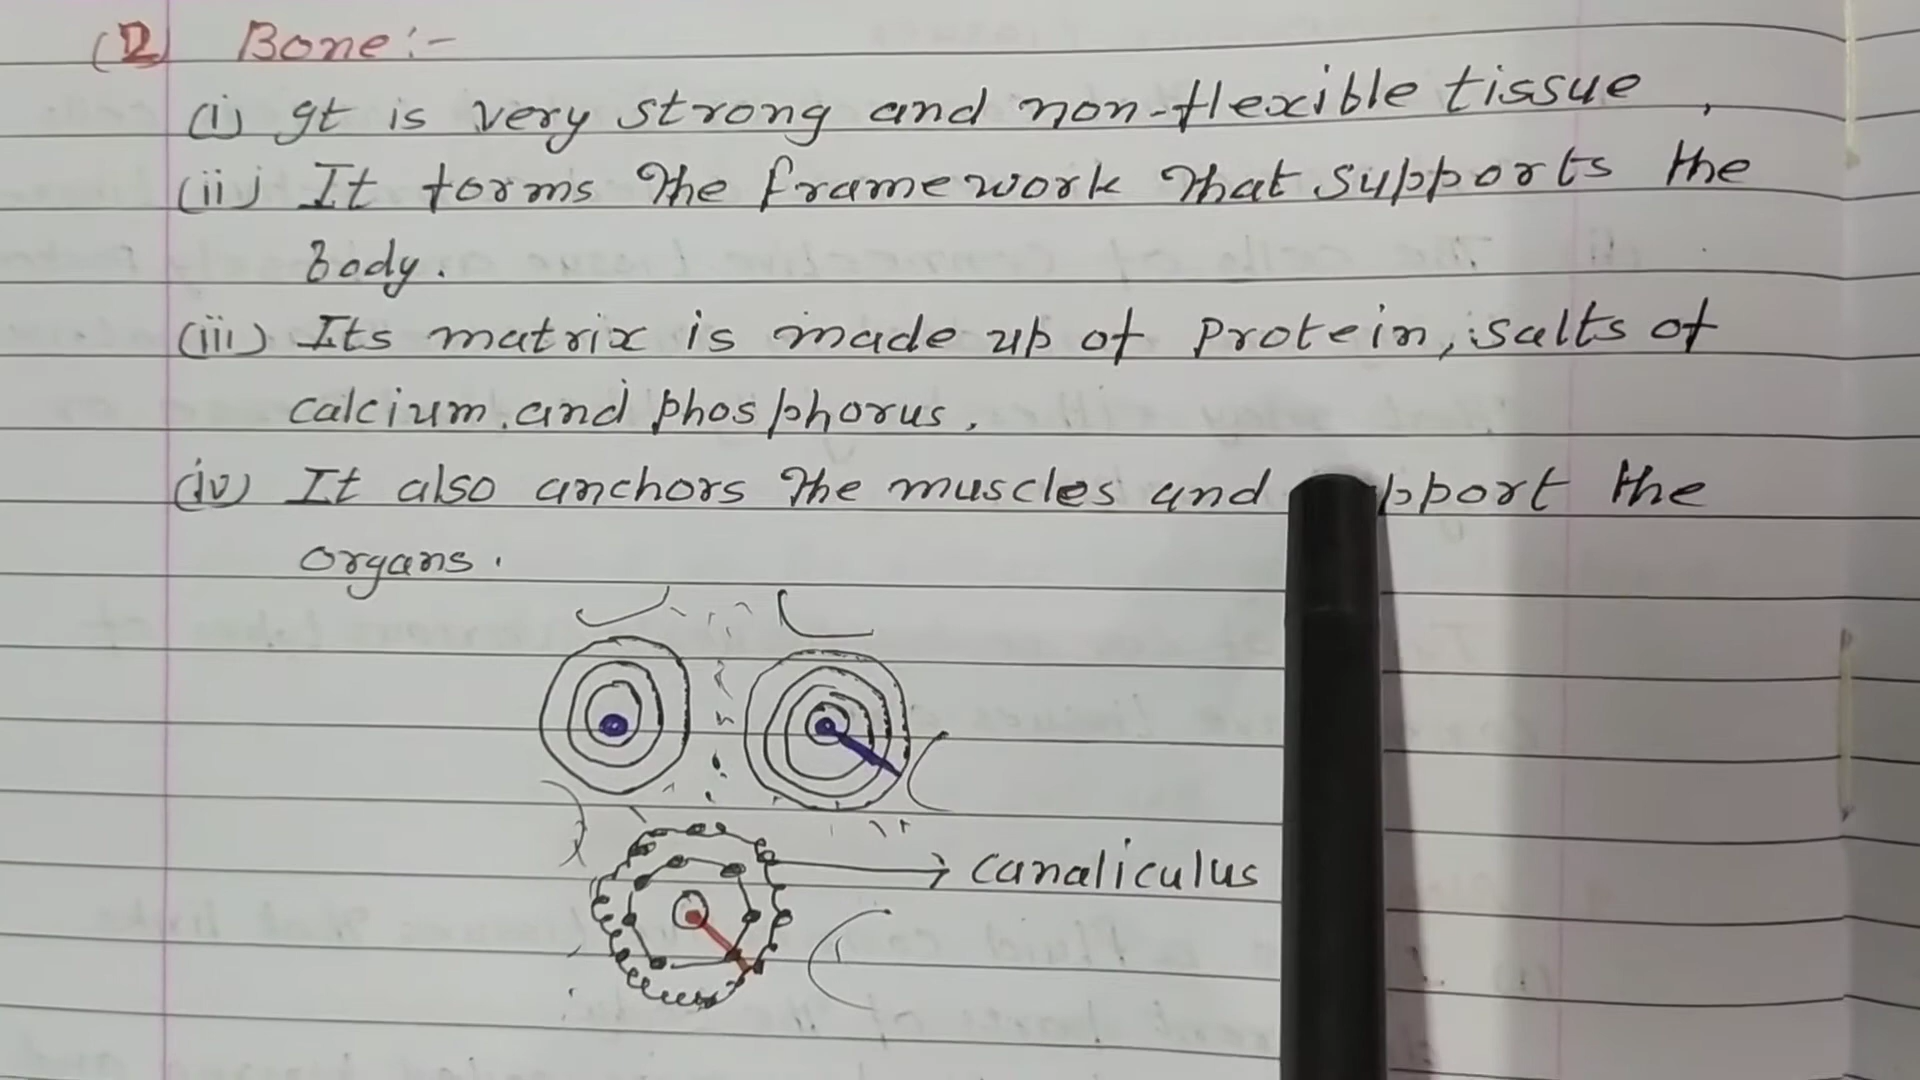 (2) Bone:-
(i) It is very strong and non-flexible tissue,
(ii) It forms the framework that supports the
body.
(iii) Its matrix is made up of protein, salts of
calcium and phosphorus.
(iv) It also anchors the muscles and pport the
organs.
canaliculus